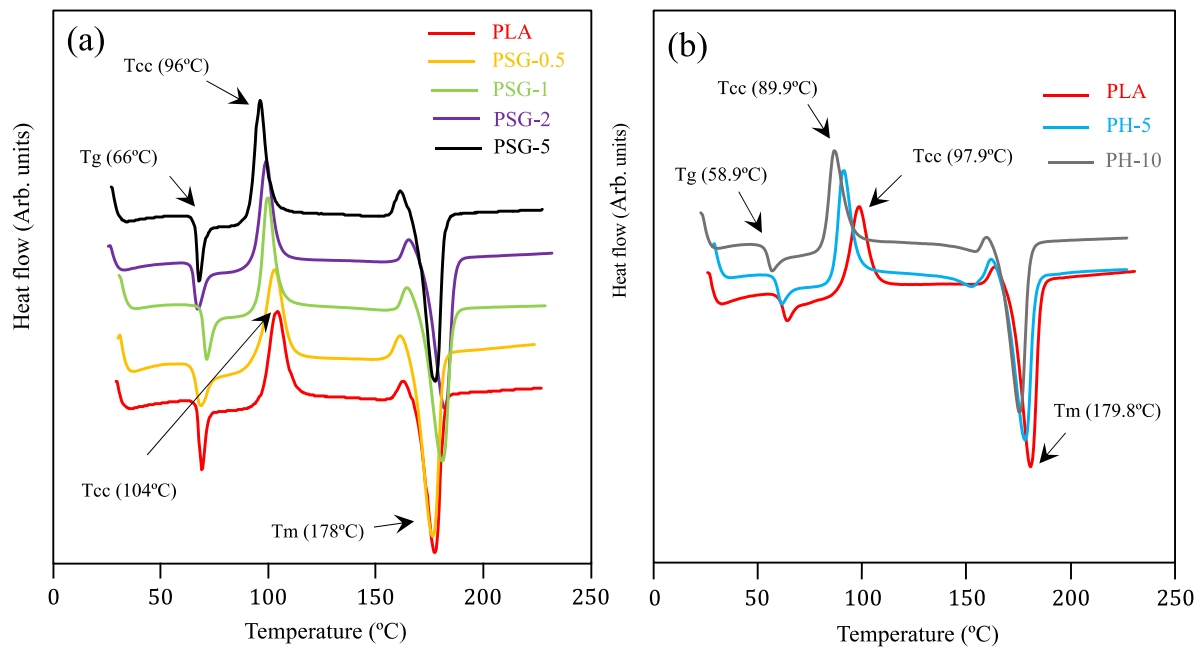 (a)
PLA
PSG-0.5
PSG-1
PSG-2
PSG-5
Tcc (96ºC)
Tg (66ºC)
Tcc (104ºC)
Tm (178ºC)
Heat flow (Arb. units)
0 50 100 150 200 250
Temperature (ºC)
(b)
PLA
PH-5
PH-10
Tcc (89.9ºC)
Tcc (97.9ºC)
Tg (58.9ºC)
Tm (179.8ºC)
Heat flow (Arb. units)
0 50 100 150 200 250
Temperature (ºC)